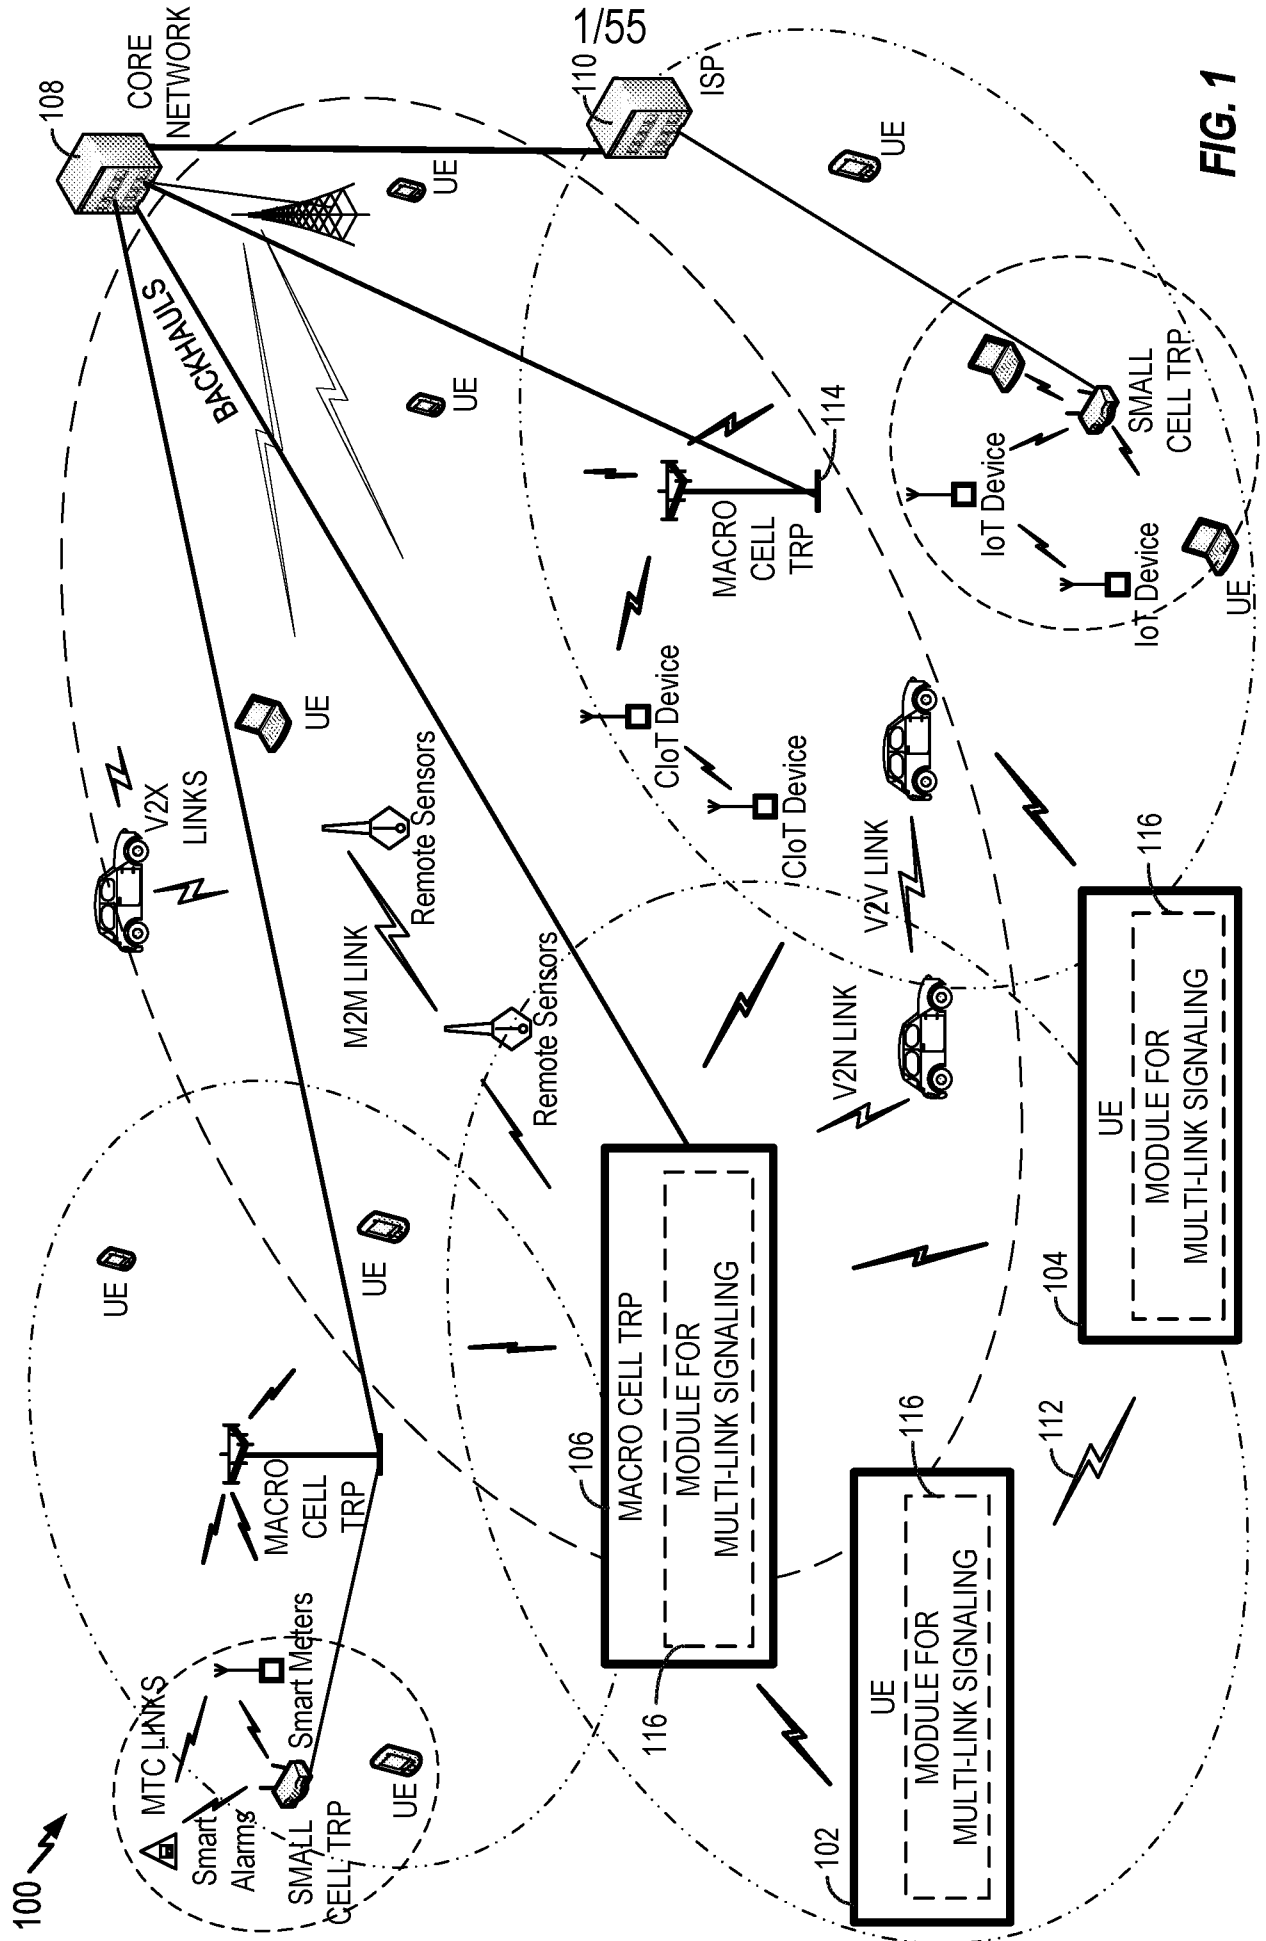 1/55
100
MTC LINKS
Smart
Alarms
Smart Meters
SMALL
CELL TRP
UE
MACRO
CELL
TRP
UE
UE
V2X
LINKS
UE
BACKHAULS
108
CORE
NETWORK
UE
UE
M2M LINK
Remote Sensors
Remote Sensors
110
ISP
UE
MACRO
CELL
TRP
114
CIoT Device
CIoT Device
IoT Device
IoT Device
SMALL
CELL TRP
UE
V2V LINK
V2N LINK
106
MACRO CELL TRP
MODULE FOR
MULTI-LINK SIGNALING
116
102
UE
MODULE FOR
MULTI-LINK SIGNALING
116
112
104
UE
MODULE FOR
MULTI-LINK SIGNALING
116
FIG. 1